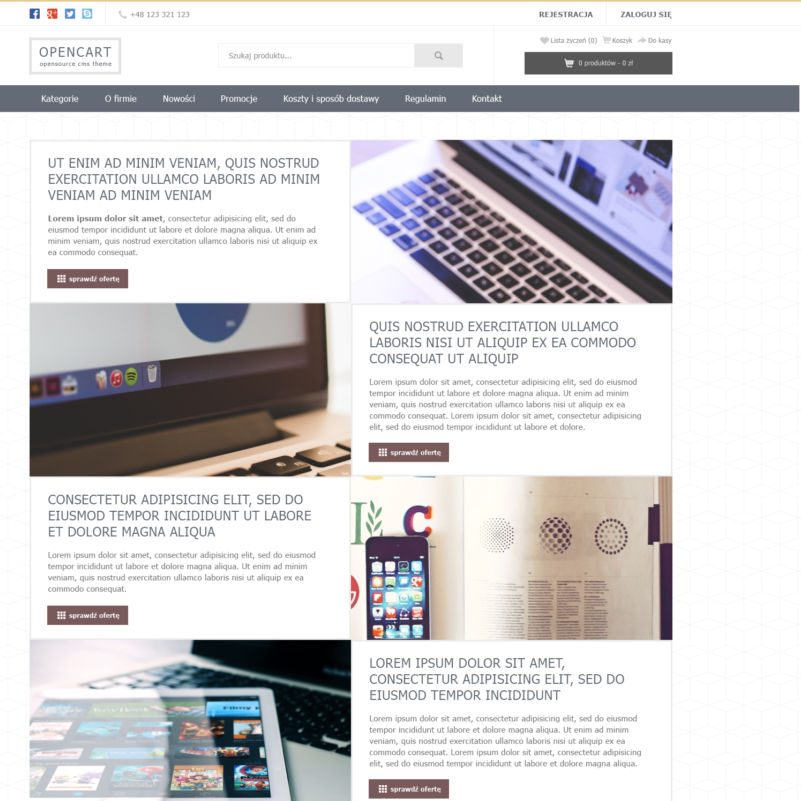 +48 123 321 123
REJESTRACJA
ZALOGUJ SIĘ
OPENCART
opensource cms theme
Szukaj produktu...
Lista życzeń (0)
Koszyk
Do kasy
0 produktów - 0 zł
Kategorie
O firmie
Nowości
Promocje
Koszty i sposób dostawy
Regulamin
Kontakt
UT ENIM AD MINIM VENIAM, QUIS NOSTRUD
EXERCITATION ULLAMCO LABORIS AD MINIM
VENIAM AD MINIM VENIAM
Lorem ipsum dolor sit amet, consectetur adipisicing elit, sed do
eiusmod tempor incididunt ut labore et dolore magna aliqua. Ut enim ad
minim veniam, quis nostrud exercitation ullamco laboris nisi ut aliquip ex
ea commodo consequat.
sprawdź ofertę
QUIS NOSTRUD EXERCITATION ULLAMCO
LABORIS NISI UT ALIQUIP EX EA COMMODO
CONSEQUAT UT ALIQUIP
Lorem ipsum dolor sit amet, consectetur adipisicing elit, sed do eiusmod
tempor incididunt ut labore et dolore magna aliqua. Ut enim ad minim
veniam, quis nostrud exercitation ullamco laboris nisi ut aliquip ex ea
commodo consequat. Lorem ipsum dolor sit amet, consectetur adipisicing
elit, sed do eiusmod tempor incididunt ut labore et dolore.
sprawdź ofertę
CONSECTETUR ADIPISICING ELIT, SED DO
EIUSMOD TEMPOR INCIDIDUNT UT LABORE
ET DOLORE MAGNA ALIQUA
Lorem ipsum dolor sit amet, consectetur adipisicing elit, sed do eiusmod
tempor incididunt ut labore et dolore magna aliqua. Ut enim ad minim
veniam, quis nostrud exercitation ullamco laboris nisi ut aliquip ex ea
commodo consequat.
sprawdź ofertę
C
LOREM IPSUM DOLOR SIT AMET,
CONSECTETUR ADIPISICING ELIT, SED DO
EIUSMOD TEMPOR INCIDIDUNT
Lorem ipsum dolor sit amet, consectetur adipisicing elit, sed do eiusmod
tempor incididunt ut labore et dolore magna aliqua. Ut enim ad minim
veniam, quis nostrud exercitation ullamco laboris nisi ut aliquip ex ea
commodo consequat. Lorem ipsum dolor sit amet, consectetur adipisicing
elit, sed do eiusmod tempor incididunt ut labore et dolore magna aliqua.
sprawdź ofertę
Filmy